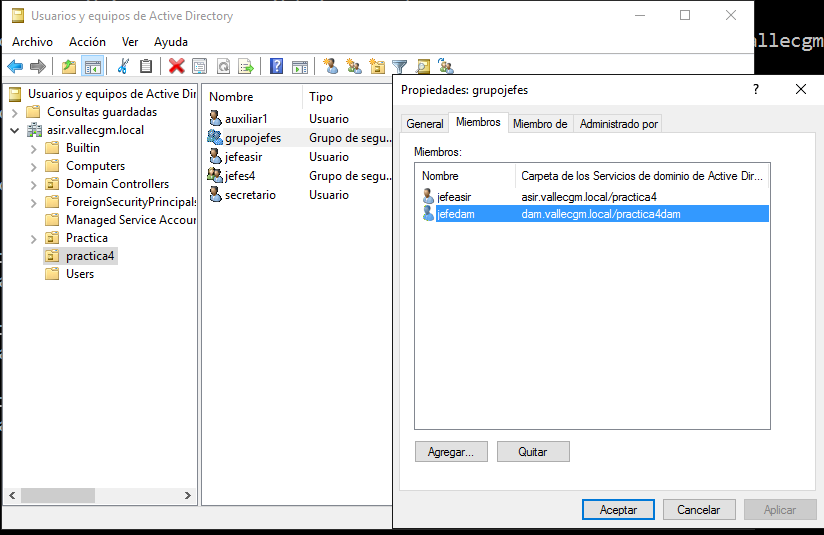 Usuarios y equipos de Active Directory
Archivo Acción Ver Ayuda
allecgm
Usuarios y equipos de Active Dir
Consultas guardadas
asir.vallecgm.local
Builtin
Computers
Domain Controllers
ForeignSecurityPrincipals
Managed Service Accour
Practica
practica4
Users
Nombre Tipo
auxiliar1 Usuario
grupojefes Grupo de segu...
jefeasir Usuario
jefes4 Grupo de segu...
secretario Usuario
Propiedades: grupojefes
General Miembros Miembro de Administrado por
Miembros:
Nombre Carpeta de los Servicios de dominio de Active Dir...
jefeasir asir.vallecgm.local/practica4
jefedam dam.vallecgm.local/practica4dam
Agregar... Quitar
Aceptar Cancelar Aplicar